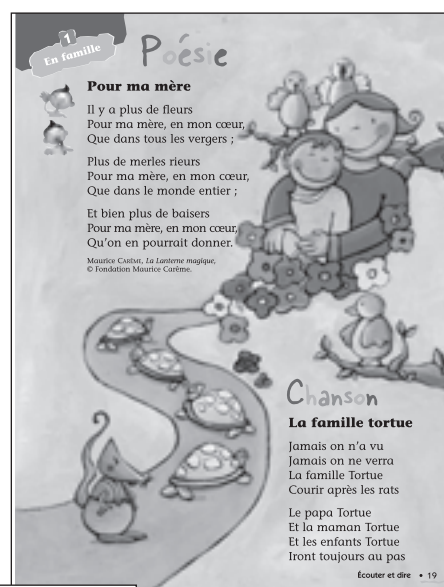 1
En famille
Poésie
Pour ma mère
Il y a plus de fleurs
Pour ma mère, en mon cœur,
Que dans tous les vergers ;
Plus de merles rieurs
Pour ma mère, en mon cœur,
Que dans le monde entier ;
Et bien plus de baisers
Pour ma mère, en mon cœur,
Qu'on en pourrait donner.
Maurice CARÊME, La Lanterne magique,
© Fondation Maurice Carême.
Chanson
La famille tortue
Jamais on n'a vu
Jamais on ne verra
La famille Tortue
Courir après les rats
Le papa Tortue
Et la maman Tortue
Et les enfants Tortue
Iront toujours au pas
Écouter et dire • 19